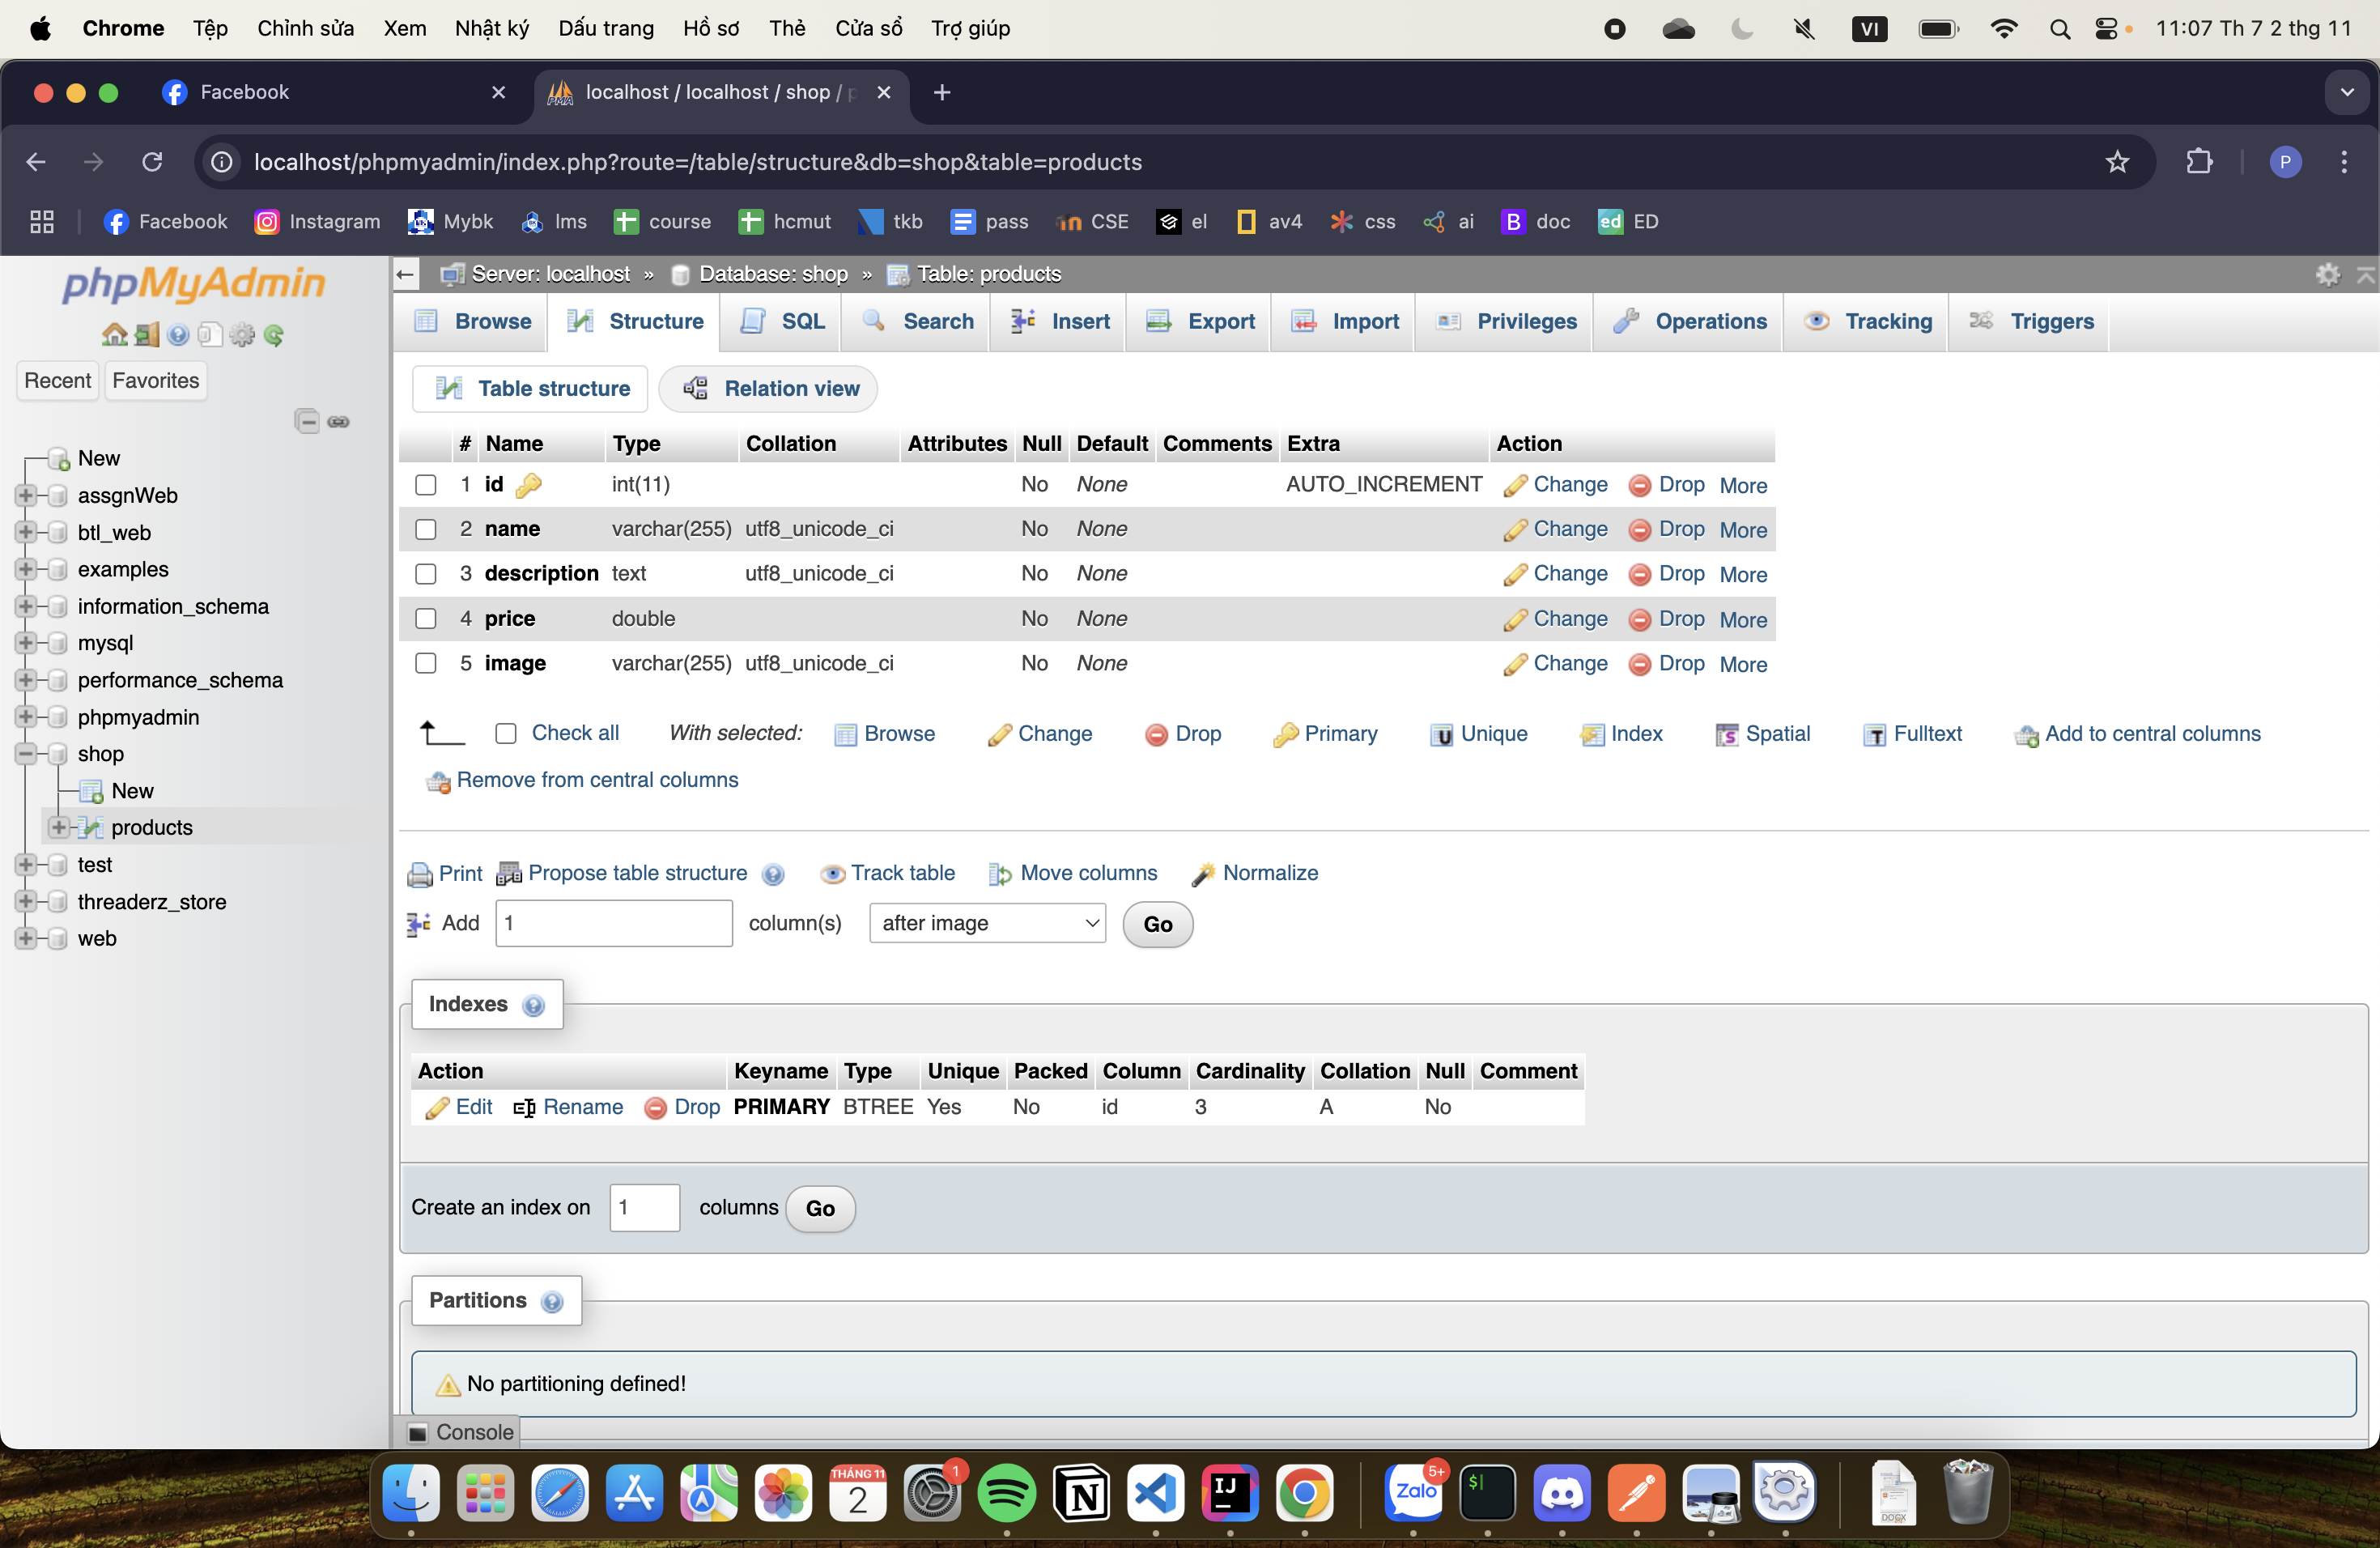 Chrome Tệp Chỉnh sửa Xem Nhật ký Dấu trang Hồ sơ Thẻ Cửa sổ Trợ giúp VI 11:07 Th 7 2 thg 11
Facebook localhost / localhost / shop /
localhost/phpmyadmin/index.php?route=/table/structure&db=shop&table=products P
Facebook Instagram Mybk lms course hcmut tkb pass CSE el av4 css ai B doc ed ED
phpMyAdmin
Recent Favorites
New
assgnWeb
btl_web
examples
information_schema
mysql
performance_schema
phpmyadmin
shop
New
products
test
threaderz_store
web
Server: localhost » Database: shop » Table: products
Browse Structure SQL Search Insert Export Import Privileges Operations Tracking Triggers
Table structure Relation view
# Name Type Collation Attributes Null Default Comments Extra Action
1 id int(11) No None AUTO_INCREMENT Change Drop More
2 name varchar(255) utf8_unicode_ci No None Change Drop More
3 description text utf8_unicode_ci No None Change Drop More
4 price double No None Change Drop More
5 image varchar(255) utf8_unicode_ci No None Change Drop More
Check all With selected: Browse Change Drop Primary Unique Index Spatial Fulltext Add to central columns
Remove from central columns
Print Propose table structure Track table Move columns Normalize
Add 1 column(s) after image Go
Indexes
Action Keyname Type Unique Packed Column Cardinality Collation Null Comment
Edit Rename Drop PRIMARY BTREE Yes No id 3 A No
Create an index on 1 columns Go
Partitions
No partitioning defined!
Console
THÁNG 11
2
1
IJ
Zalo
5+
$
DOCX